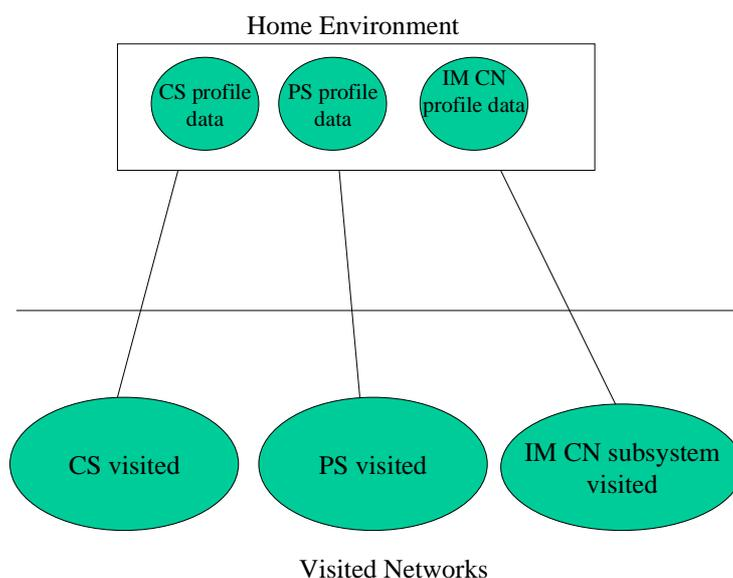 Home Environment
CS profile
data
PS profile
data
IM CN
profile data
CS visited
PS visited
IM CN subsystem
visited
Visited Networks